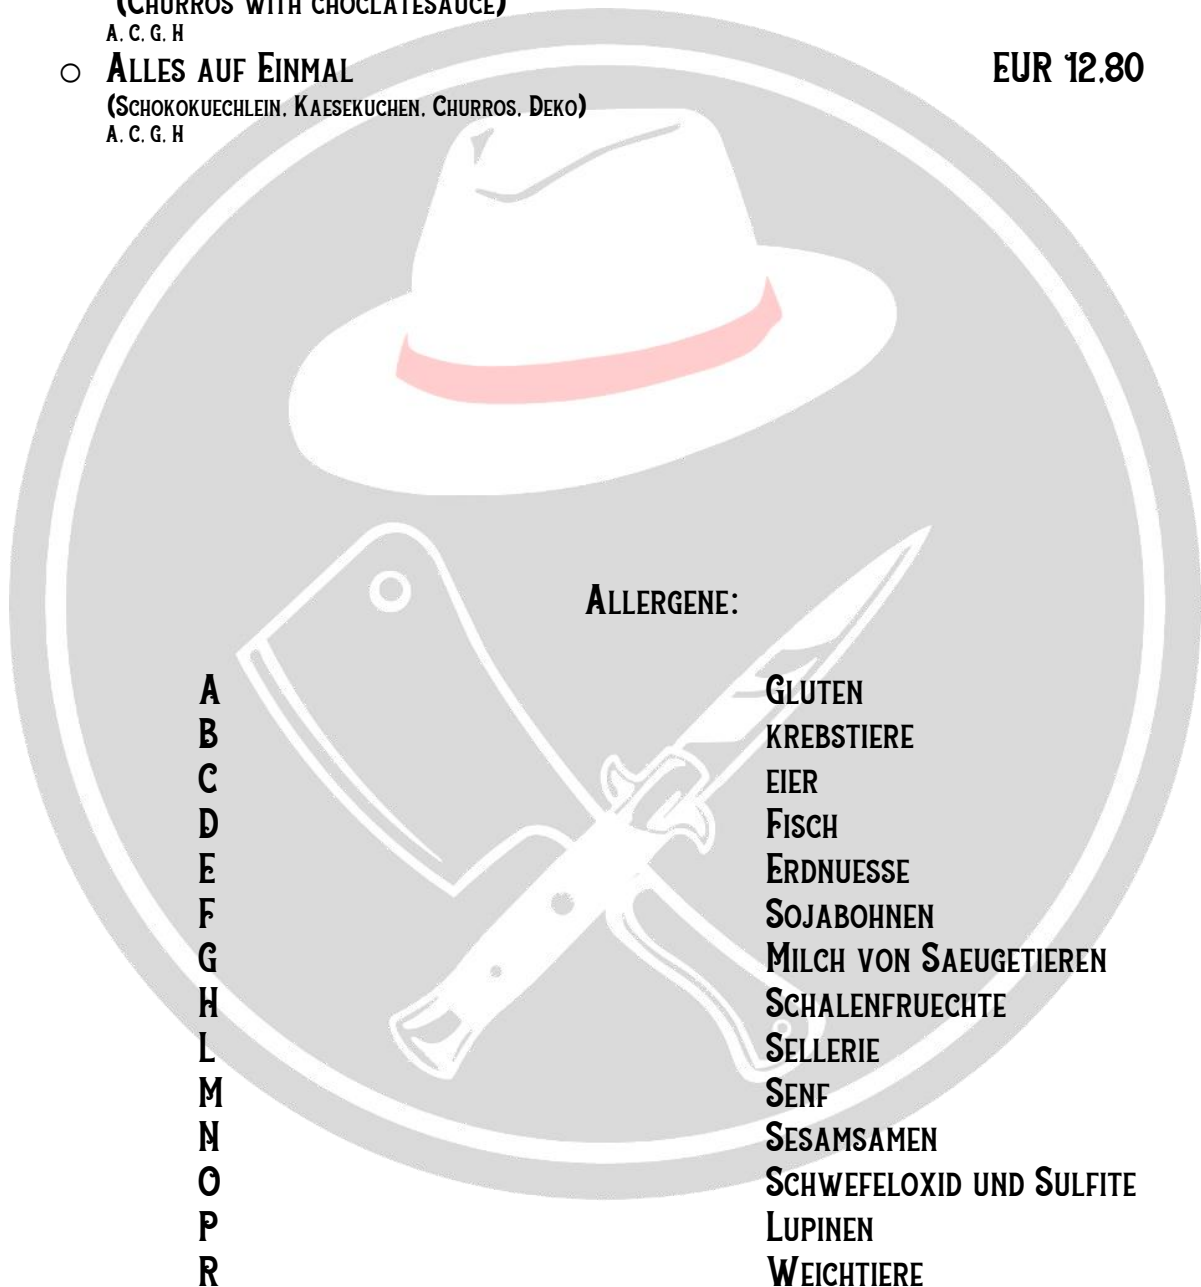 (Churros with choclatesauce)
A, C, G, H
○ Alles auf Einmal EUR 12,80
(Schokokuechlein, Kaesekuchen, Churros, Deko)
A, C, G, H
Allergene:
A Gluten
B krebstiere
C eier
D Fisch
E Erdnuesse
F Sojabohnen
G Milch von Saeugetieren
H Schalenfruechte
L Sellerie
M Senf
N Sesamsamen
O Schwefeloxid und Sulfite
P Lupinen
R Weichtiere